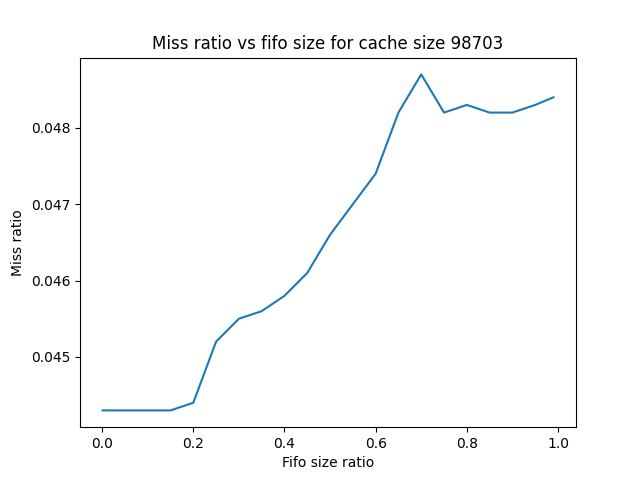 Miss ratio vs fifo size for cache size 98703
Miss ratio
0.048
0.047
0.046
0.045
0.0 0.2 0.4 0.6 0.8 1.0
Fifo size ratio